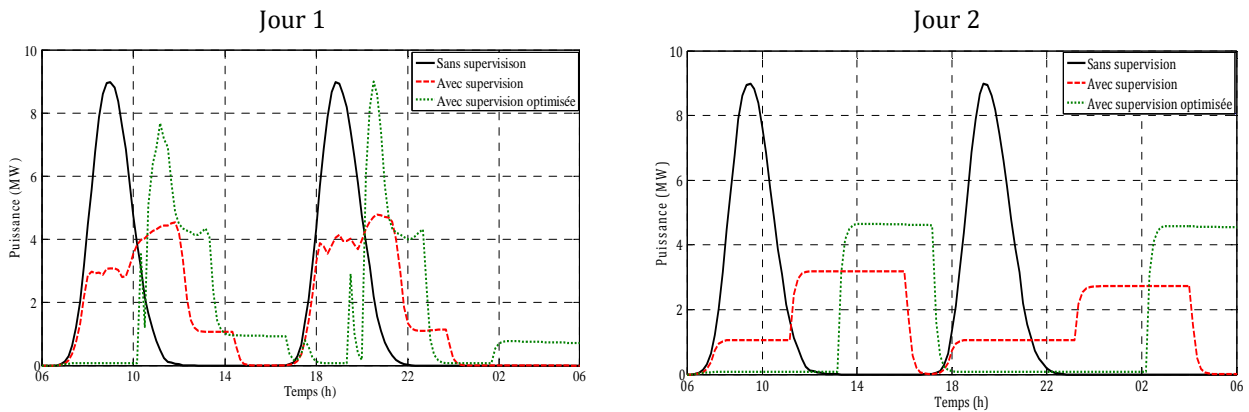 Jour 1
10
8
6
4
2
0
Puissance (MW)
Sans supervisison
Avec supervision
Avec supervision optimisée
06
10
14
18
22
02
06
Temps (h)
Jour 2
10
8
6
4
2
0
Puissance (MW)
Sans supervision
Avec supervision
Avec supervision optimisée
06
10
14
18
22
02
06
Temps (h)